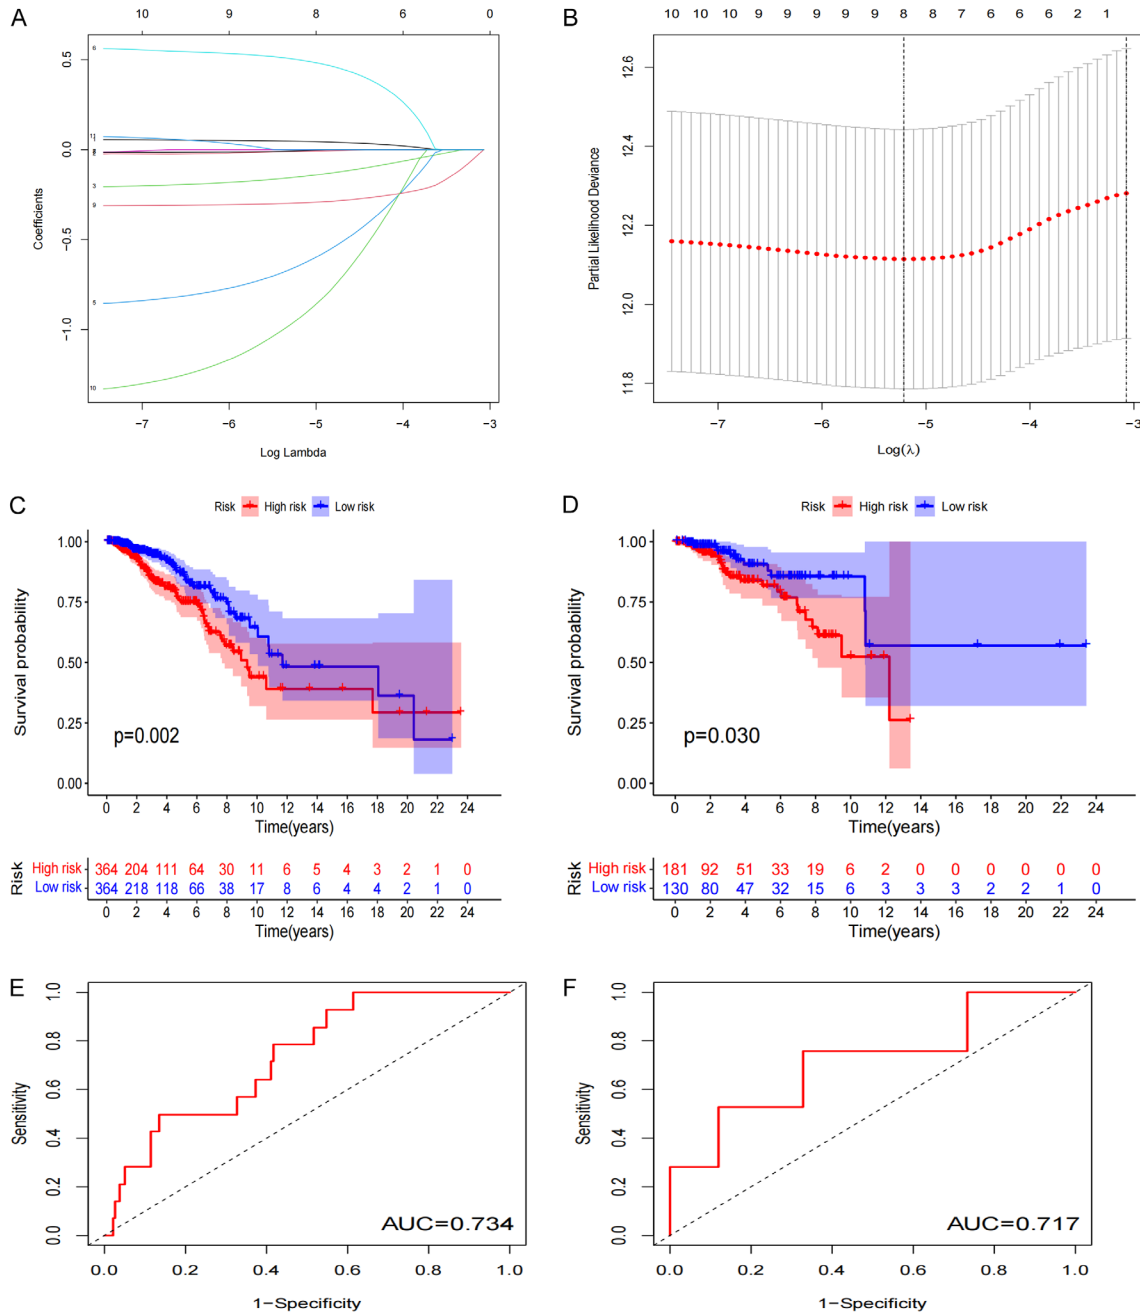 A
10 9 8 6 0
0.5
0.0
−0.5
−1.0
Coefficients
6
11
3
9
5
10
−7 −6 −5 −4 −3
Log Lambda
B
10 10 10 9 9 9 9 9 9 8 8 7 6 6 6 2 1
12.6
12.4
12.2
12.0
11.8
Partial Likelihood Deviance
−7 −6 −5 −4 −3
Log(λ)
C
Risk High risk Low risk
1.00
0.75
0.50
0.25
0.00
Survival probability
p=0.002
0 2 4 6 8 10 12 14 16 18 20 22 24
Time(years)
Risk
High risk 364 204 111 64 30 11 6 5 4 3 2 1 0
Low risk 364 218 118 66 38 17 8 6 4 4 2 1 0
0 2 4 6 8 10 12 14 16 18 20 22 24
Time(years)
D
Risk High risk Low risk
1.00
0.75
0.50
0.25
0.00
Survival probability
p=0.030
0 2 4 6 8 10 12 14 16 18 20 22 24
Time(years)
Risk
High risk 181 92 51 33 19 6 2 0 0 0 0 0 0
Low risk 130 80 47 32 15 6 3 3 3 2 2 1 0
0 2 4 6 8 10 12 14 16 18 20 22 24
Time(years)
E
1.0
0.8
0.6
0.4
0.2
0.0
Sensitivity
AUC=0.734
0.0 0.2 0.4 0.6 0.8 1.0
1−Specificity
F
1.0
0.8
0.6
0.4
0.2
0.0
Sensitivity
AUC=0.717
0.0 0.2 0.4 0.6 0.8 1.0
1−Specificity